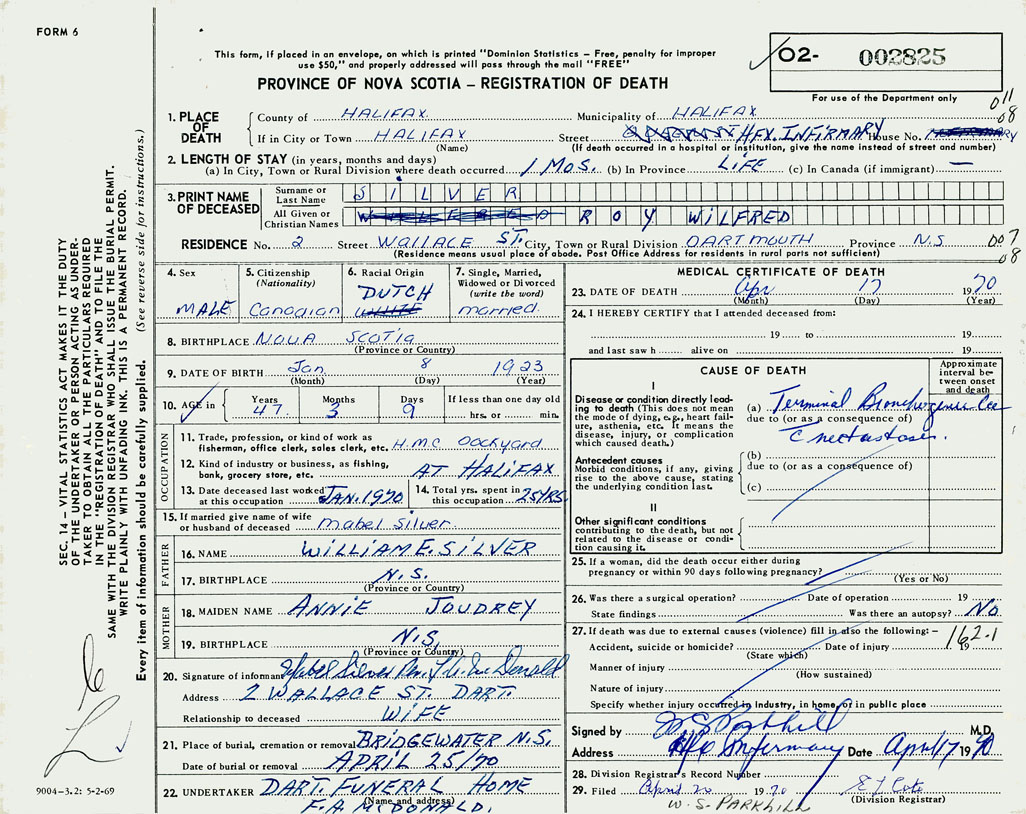 FORM 6
This form, if placed in an envelope, on which is printed "Dominion Statistics – Free, penalty for improper
use $50," and properly addressed will pass through the mail "FREE"
PROVINCE OF NOVA SCOTIA – REGISTRATION OF DEATH
O2- 002825
For use of the Department only
011
08
1. PLACE OF DEATH
County of HALIFAX Municipality of HALIFAX
If in City or Town HALIFAX Street HFX. INFIRMARY House No.
(Name) (If death occurred in a hospital or institution, give the name instead of street and number)
2. LENGTH OF STAY (in years, months and days)
(a) In City, Town or Rural Division where death occurred 1 MOS. (b) In Province LIFE (c) In Canada (if immigrant) —
3. PRINT NAME OF DECEASED
Surname or Last Name SILVER
All Given or Christian Names ROY WILFRED
RESIDENCE No. 2 Street WALLACE ST. City, Town or Rural Division DARTMOUTH Province N.S
007
08
(Residence means usual place of abode. Post Office Address for residents in rural parts not sufficient)
4. Sex MALE
5. Citizenship (Nationality) Canadian
6. Racial Origin DUTCH WHITE
7. Single, Married, Widowed or Divorced (write the word) married
8. BIRTHPLACE NOVA SCOTIA
(Province or Country)
9. DATE OF BIRTH Jan 8 1923
(Month) (Day) (Year)
10. AGE in Years 47 Months 3 Days 9 If less than one day old
hrs. or min.
OCCUPATION
11. Trade, profession, or kind of work as fisherman, office clerk, sales clerk, etc. H.M.C DOCKYARD
12. Kind of industry or business, as fishing, bank, grocery store, etc. AT HALIFAX
13. Date deceased last worked at this occupation JAN. 1970 14. Total yrs. spent in this occupation 25 YRS
15. If married give name of wife or husband of deceased mabel silver
FATHER
16. NAME WILLIAM E. SILVER
17. BIRTHPLACE N.S.
(Province or Country)
MOTHER
18. MAIDEN NAME ANNIE JOUDREY
19. BIRTHPLACE N.S.
(Province or Country)
20. Signature of informant Mabel Silver Per F.A. McDonald
Address 2 WALLACE ST. DART.
Relationship to deceased WIFE
21. Place of burial, cremation or removal BRIDGEWATER N.S.
Date of burial or removal APRIL 25/70
22. UNDERTAKER DART. FUNERAL HOME
(Name and address)
F.A McDONALD.
MEDICAL CERTIFICATE OF DEATH
23. DATE OF DEATH Apr 17 1970
(Month) (Day) (Year)
24. I HEREBY CERTIFY that I attended deceased from:
19 to 19
and last saw h alive on 19
CAUSE OF DEATH
Approximate interval between onset and death
I
Disease or condition directly leading to death (This does not mean the mode of dying, e.g., heart failure, asthenia, etc. It means the disease, injury, or complication which caused death.)
(a) Terminal Bronchogenic Ca
due to (or as a consequence of)
c metastases.
Antecedent causes
Morbid conditions, if any, giving rise to the above cause, stating the underlying condition last.
(b)
due to (or as a consequence of)
(c)
II
Other significant conditions
contributing to the death, but not related to the disease or condition causing it.
25. If a woman, did the death occur either during
pregnancy or within 90 days following pregnancy?
(Yes or No)
26. Was there a surgical operation? Date of operation 19
State findings Was there an autopsy? No
27. If death was due to external causes (violence) fill in also the following:–
162-1
Accident, suicide or homicide? Date of injury 19
(State which)
Manner of injury
(How sustained)
Nature of injury
Specify whether injury occurred in Industry, in home, or in public place
Signed by W S Parkhill M.D.
Address Hfx Infirmary Date April 17 1970
28. Division Registrar's Record Number
29. Filed April 20 1970 E J Cote
(Division Registrar)
W. S. PARKHILL
SEC. 14 – VITAL STATISTICS ACT MAKES IT THE DUTY
OF THE UNDERTAKER OR PERSON ACTING AS UNDER-
TAKER TO OBTAIN ALL THE PARTICULARS REQUIRED
IN THE "REGISTRATION OF DEATH" AND TO FILE THE
SAME WITH THE DIVISION REGISTRAR WHO SHALL ISSUE THE BURIAL PERMIT.
WRITE PLAINLY WITH UNFADING INK. THIS IS A PERMANENT RECORD.
Every item of information should be carefully supplied. (See reverse side for instructions.)
9004-3.2: 5-2-69